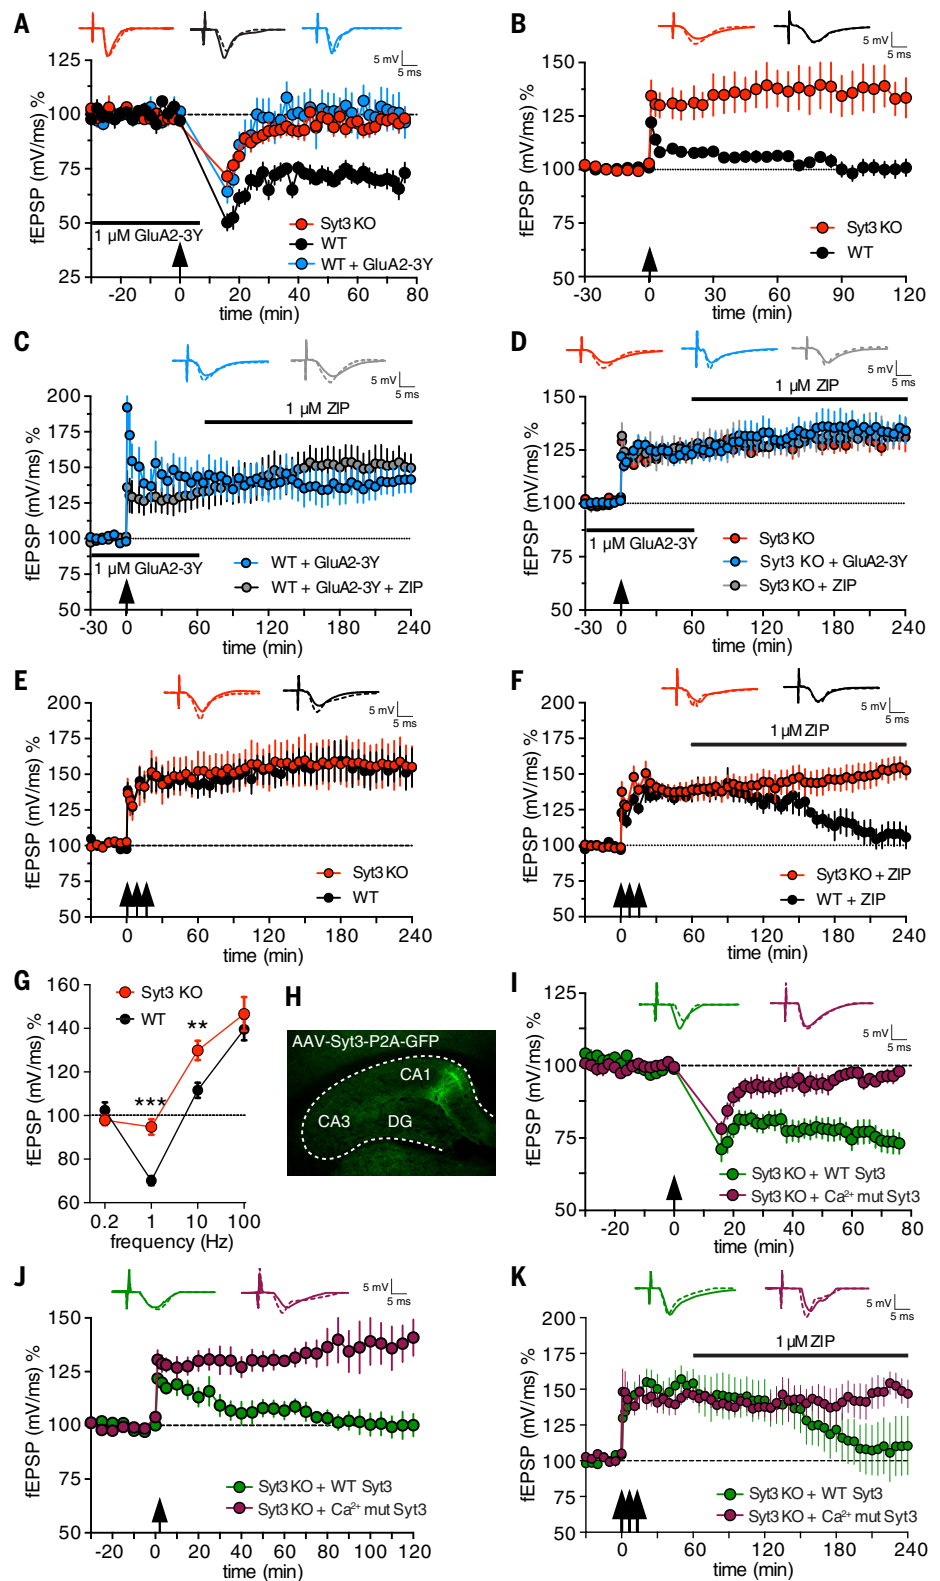 A
5 mV
5 ms
fEPSP (mV/ms) %
125
100
75
50
25
1 µM GluA2-3Y
Syt3 KO
WT
WT + GluA2-3Y
-20 0 20 40 60 80
time (min)
B
5 mV
5 ms
fEPSP (mV/ms) %
150
125
100
75
50
Syt3 KO
WT
-30 0 30 60 90 120
time (min)
C
5 mV
5 ms
fEPSP (mV/ms) %
200
175
150
125
100
75
50
1 µM ZIP
1 µM GluA2-3Y
WT + GluA2-3Y
WT + GluA2-3Y + ZIP
-30 0 60 120 180 240
time (min)
D
5 mV
5 ms
1 µM ZIP
fEPSP (mV/ms) %
150
125
100
75
50
1 µM GluA2-3Y
Syt3 KO
Syt3 KO + GluA2-3Y
Syt3 KO + ZIP
-30 0 60 120 180 240
time (min)
E
5 mV
5 ms
fEPSP (mV/ms) %
200
175
150
125
100
75
50
Syt3 KO
WT
-30 0 60 120 180 240
time (min)
F
5 mV
5 ms
1 µM ZIP
fEPSP (mV/ms) %
200
175
150
125
100
75
50
Syt3 KO + ZIP
WT + ZIP
-30 0 60 120 180 240
time (min)
G
fEPSP (mV/ms) %
160
140
120
100
80
60
Syt3 KO
WT
**
***
0.2 1 10 100
frequency (Hz)
H
AAV-Syt3-P2A-GFP
CA1
CA3
DG
I
5 mV
5 ms
fEPSP (mV/ms) %
125
100
75
50
Syt3 KO + WT Syt3
Syt3 KO + Ca²⁺ mut Syt3
-20 0 20 40 60 80
time (min)
J
5 mV
5 ms
fEPSP (mV/ms) %
150
125
100
75
50
Syt3 KO + WT Syt3
Syt3 KO + Ca²⁺ mut Syt3
-20 0 20 40 60 80 100 120
time (min)
K
5 mV
5 ms
1 µM ZIP
fEPSP (mV/ms) %
200
175
150
125
100
75
50
Syt3 KO + WT Syt3
Syt3 KO + Ca²⁺ mut Syt3
0 60 120 180 240
time (min)